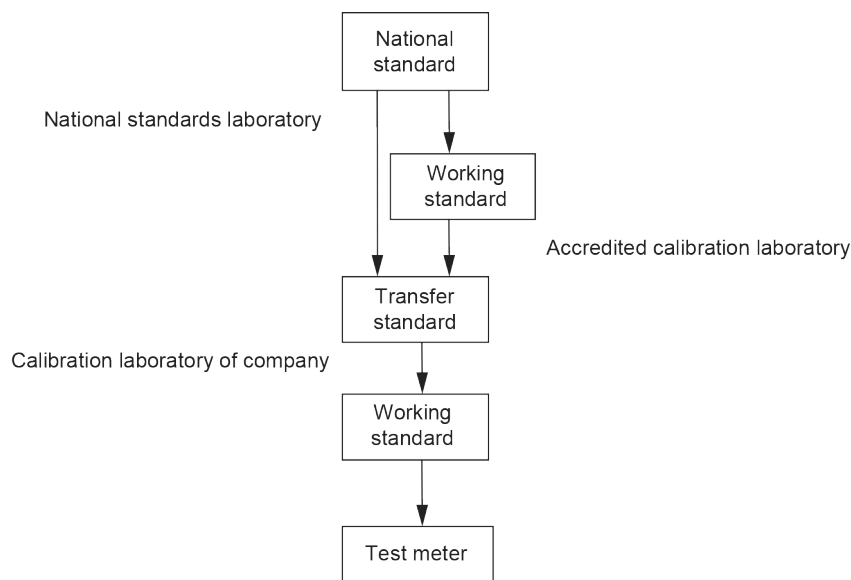 National
standard
National standards laboratory
Working
standard
Accredited calibration laboratory
Transfer
standard
Calibration laboratory of company
Working
standard
Test meter